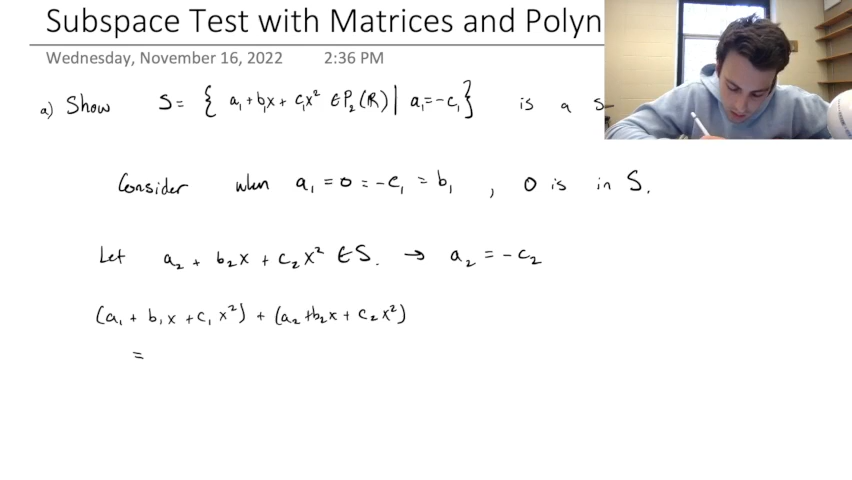 Subspace Test with Matrices and Polyn
Wednesday, November 16, 2022 2:36 PM
a) Show S = { a₁ + b₁x + c₁x² ∈ P₂(R) | a₁ = -c₁ } is a s
Consider when a₁ = 0 = -c₁ = b₁ , 0 is in S.
Let a₂ + b₂x + c₂x² ∈ S. → a₂ = -c₂
(a₁ + b₁x + c₁x²) + (a₂ + b₂x + c₂x²)
=